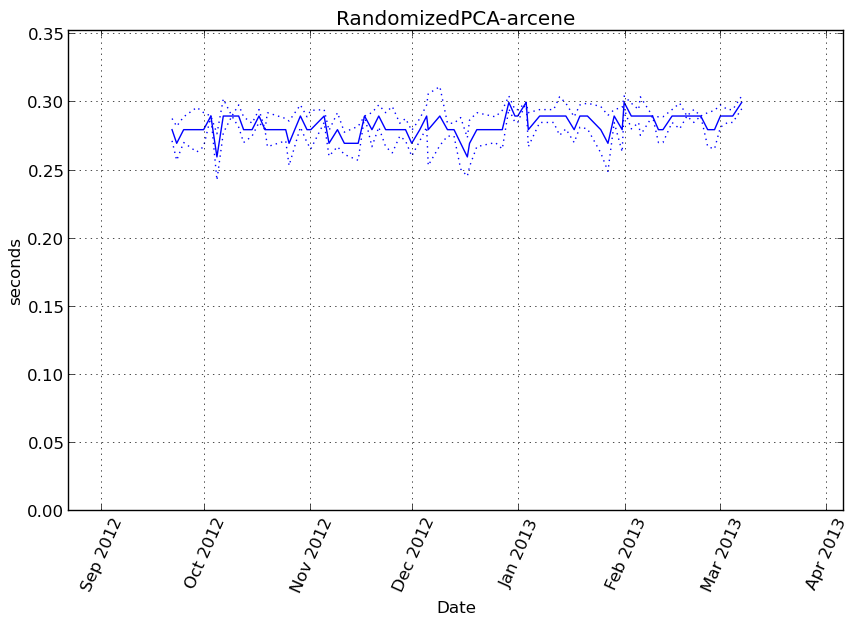 RandomizedPCA-arcene
0.35
0.30
0.25
0.20
0.15
0.10
0.05
0.00
seconds
Sep 2012
Oct 2012
Nov 2012
Dec 2012
Jan 2013
Feb 2013
Mar 2013
Apr 2013
Date